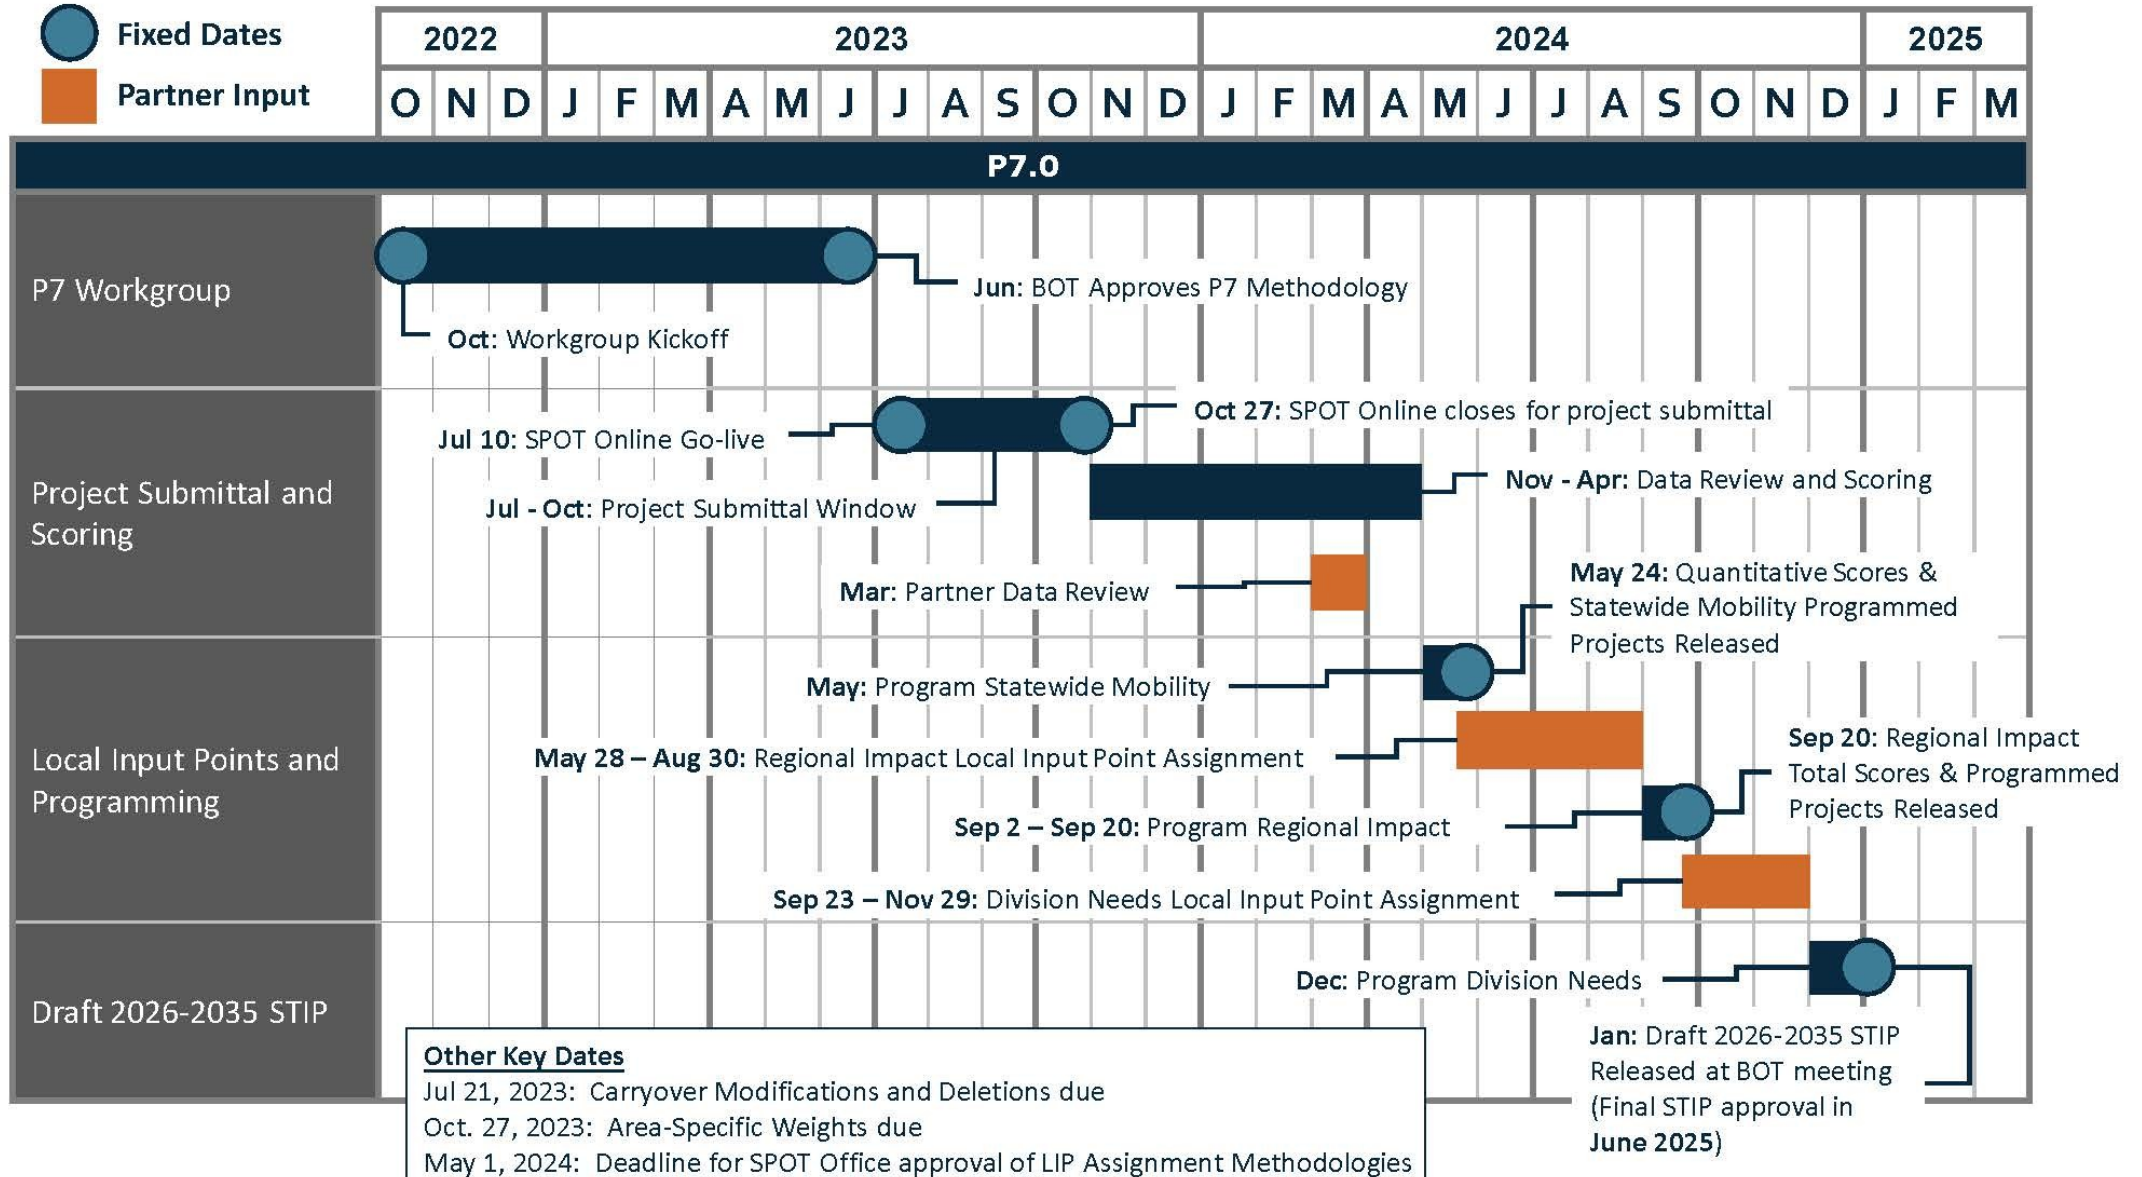 Fixed Dates
Partner Input
2022 2023 2024 2025
O N D J F M A M J J A S O N D J F M A M J J A S O N D J F M
P7.0
P7 Workgroup
Jun: BOT Approves P7 Methodology
Oct: Workgroup Kickoff
Project Submittal and
Scoring
Oct 27: SPOT Online closes for project submittal
Jul 10: SPOT Online Go-live
Nov - Apr: Data Review and Scoring
Jul - Oct: Project Submittal Window
Mar: Partner Data Review
May 24: Quantitative Scores &
Statewide Mobility Programmed
Projects Released
Local Input Points and
Programming
May: Program Statewide Mobility
May 28 – Aug 30: Regional Impact Local Input Point Assignment
Sep 20: Regional Impact
Total Scores & Programmed
Projects Released
Sep 2 – Sep 20: Program Regional Impact
Sep 23 – Nov 29: Division Needs Local Input Point Assignment
Draft 2026-2035 STIP
Dec: Program Division Needs
Jan: Draft 2026-2035 STIP
Released at BOT meeting
(Final STIP approval in
June 2025)
Other Key Dates
Jul 21, 2023: Carryover Modifications and Deletions due
Oct. 27, 2023: Area-Specific Weights due
May 1, 2024: Deadline for SPOT Office approval of LIP Assignment Methodologies